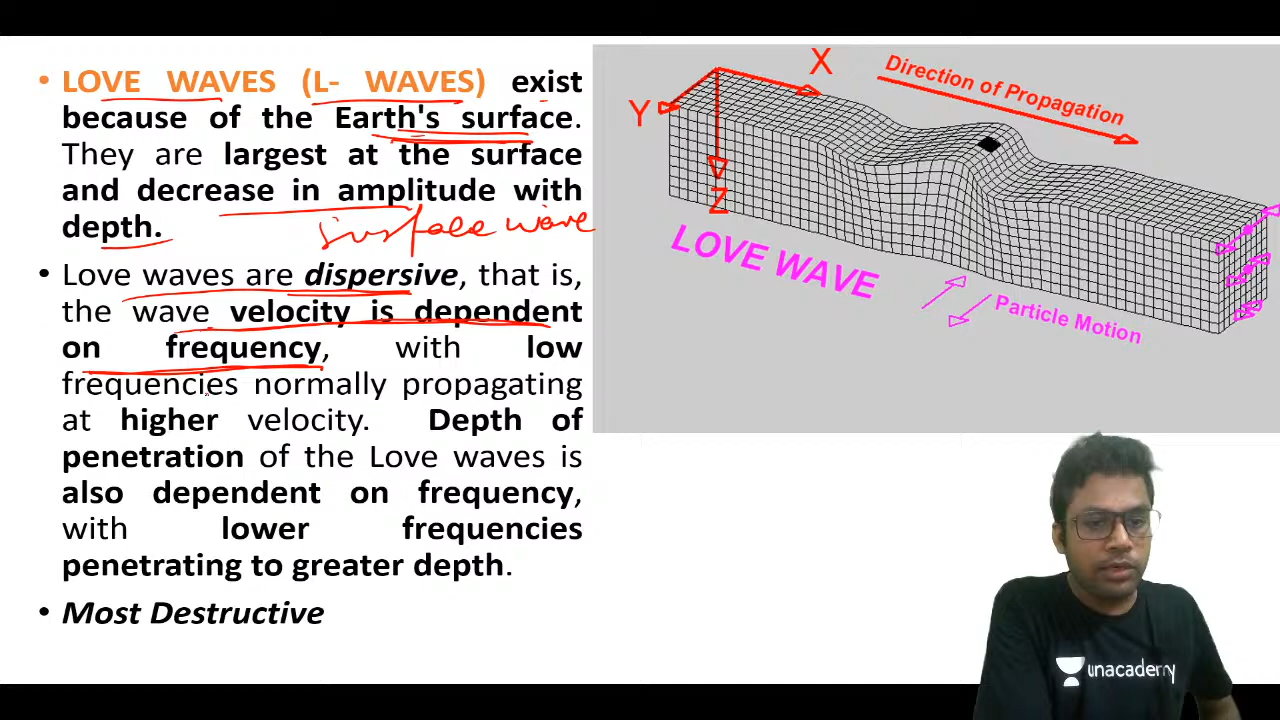 • LOVE WAVES (L- WAVES) exist
because of the Earth's surface.
They are largest at the surface
and decrease in amplitude with
depth.
surface wave
• Love waves are dispersive, that is,
the wave velocity is dependent
on frequency, with low
frequencies normally propagating
at higher velocity. Depth of
penetration of the Love waves is
also dependent on frequency,
with lower frequencies
penetrating to greater depth.
• Most Destructive
X
Y
Z
Direction of Propagation
LOVE WAVE
Particle Motion
unacademy